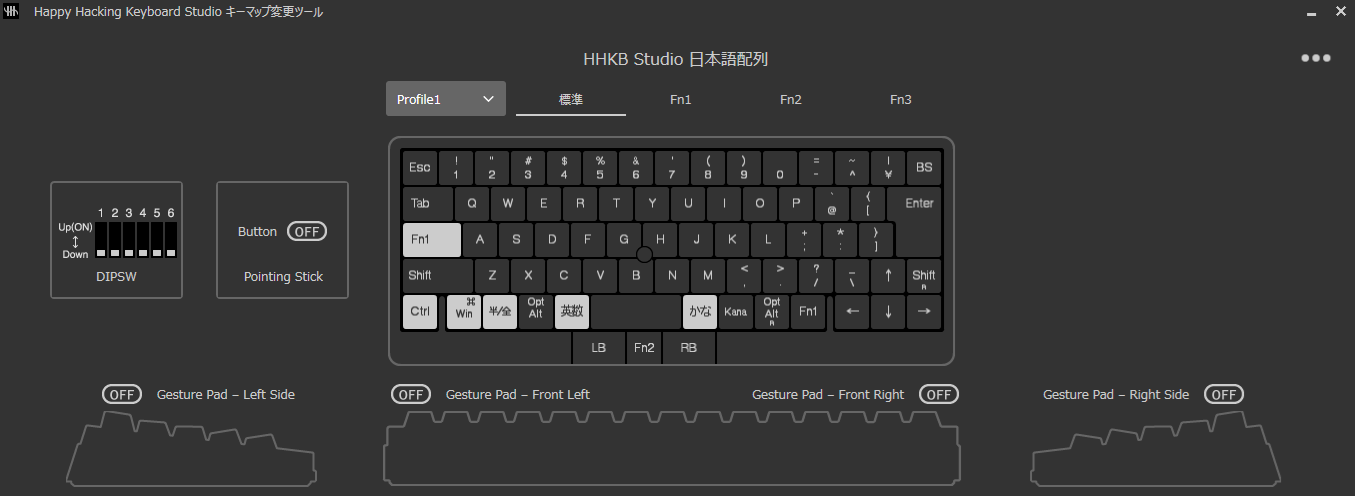 Happy Hacking Keyboard Studio キーマップ変更ツール
HHKB Studio 日本語配列
Profile1 標準 Fn1 Fn2 Fn3
Esc ! 1 " 2 # 3 $ 4 % 5 & 6 ' 7 ( 8 ) 9 0 = - ~ ^ | ¥ BS
Tab Q W E R T Y U I O P ` @ { [ Enter
Fn1 A S D F G H J K L + ; * : } ]
Shift Z X C V B N M < , > . ? / _ \ ↑ Shift R
Ctrl ⌘ Win 半/全 Opt Alt 英数 かな Kana Opt Alt R Fn1 ← ↓ →
LB Fn2 RB
1 2 3 4 5 6
Up(ON)
↕
Down
DIPSW
Button OFF
Pointing Stick
OFF Gesture Pad – Left Side
OFF Gesture Pad – Front Left
Gesture Pad – Front Right OFF
Gesture Pad – Right Side OFF